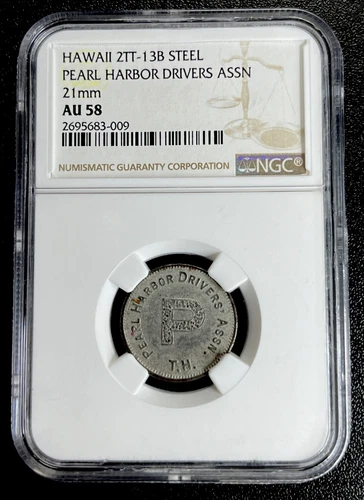 HAWAII 2TT-13B STEEL
PEARL HARBOR DRIVERS ASSN
21mm
AU 58
2695683-009
NUMISMATIC GUARANTY CORPORATION NGC®
PEARL HARBOR DRIVERS' ASSN.
P
T.H.